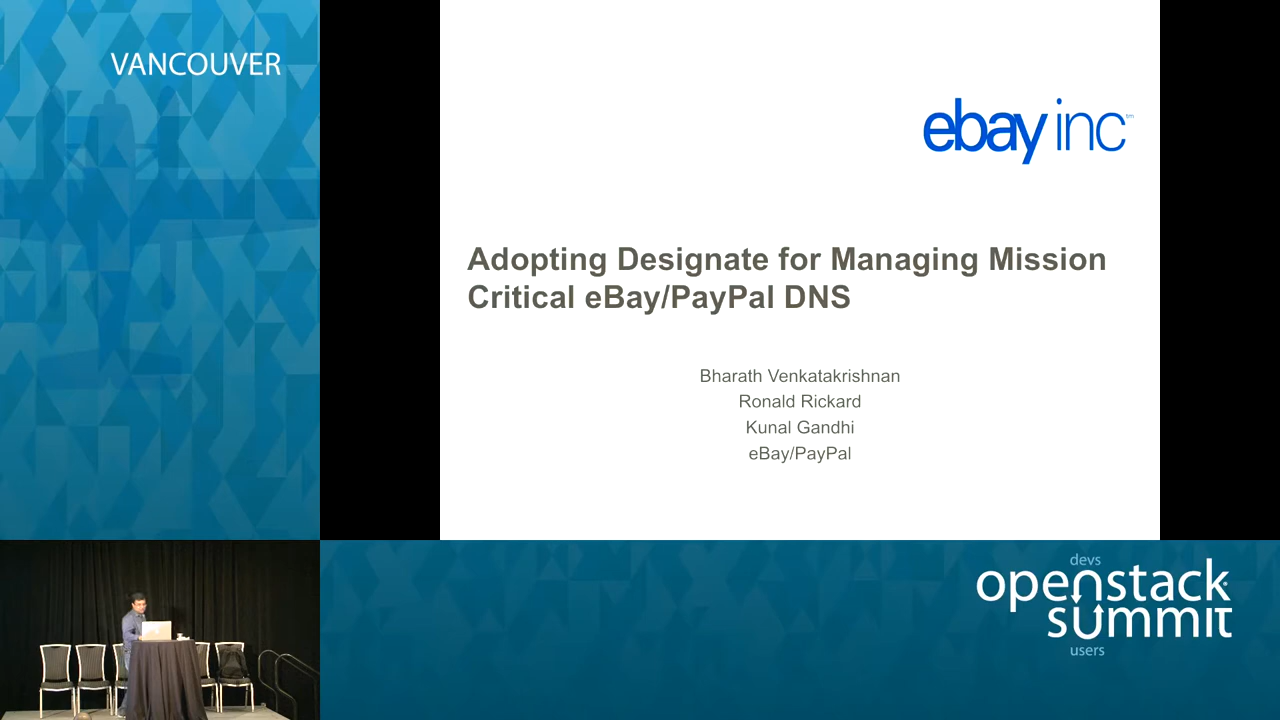 VANCOUVER
ebay inc™
Adopting Designate for Managing Mission
Critical eBay/PayPal DNS
Bharath Venkatakrishnan
Ronald Rickard
Kunal Gandhi
eBay/PayPal
devs
openstack
summit
users